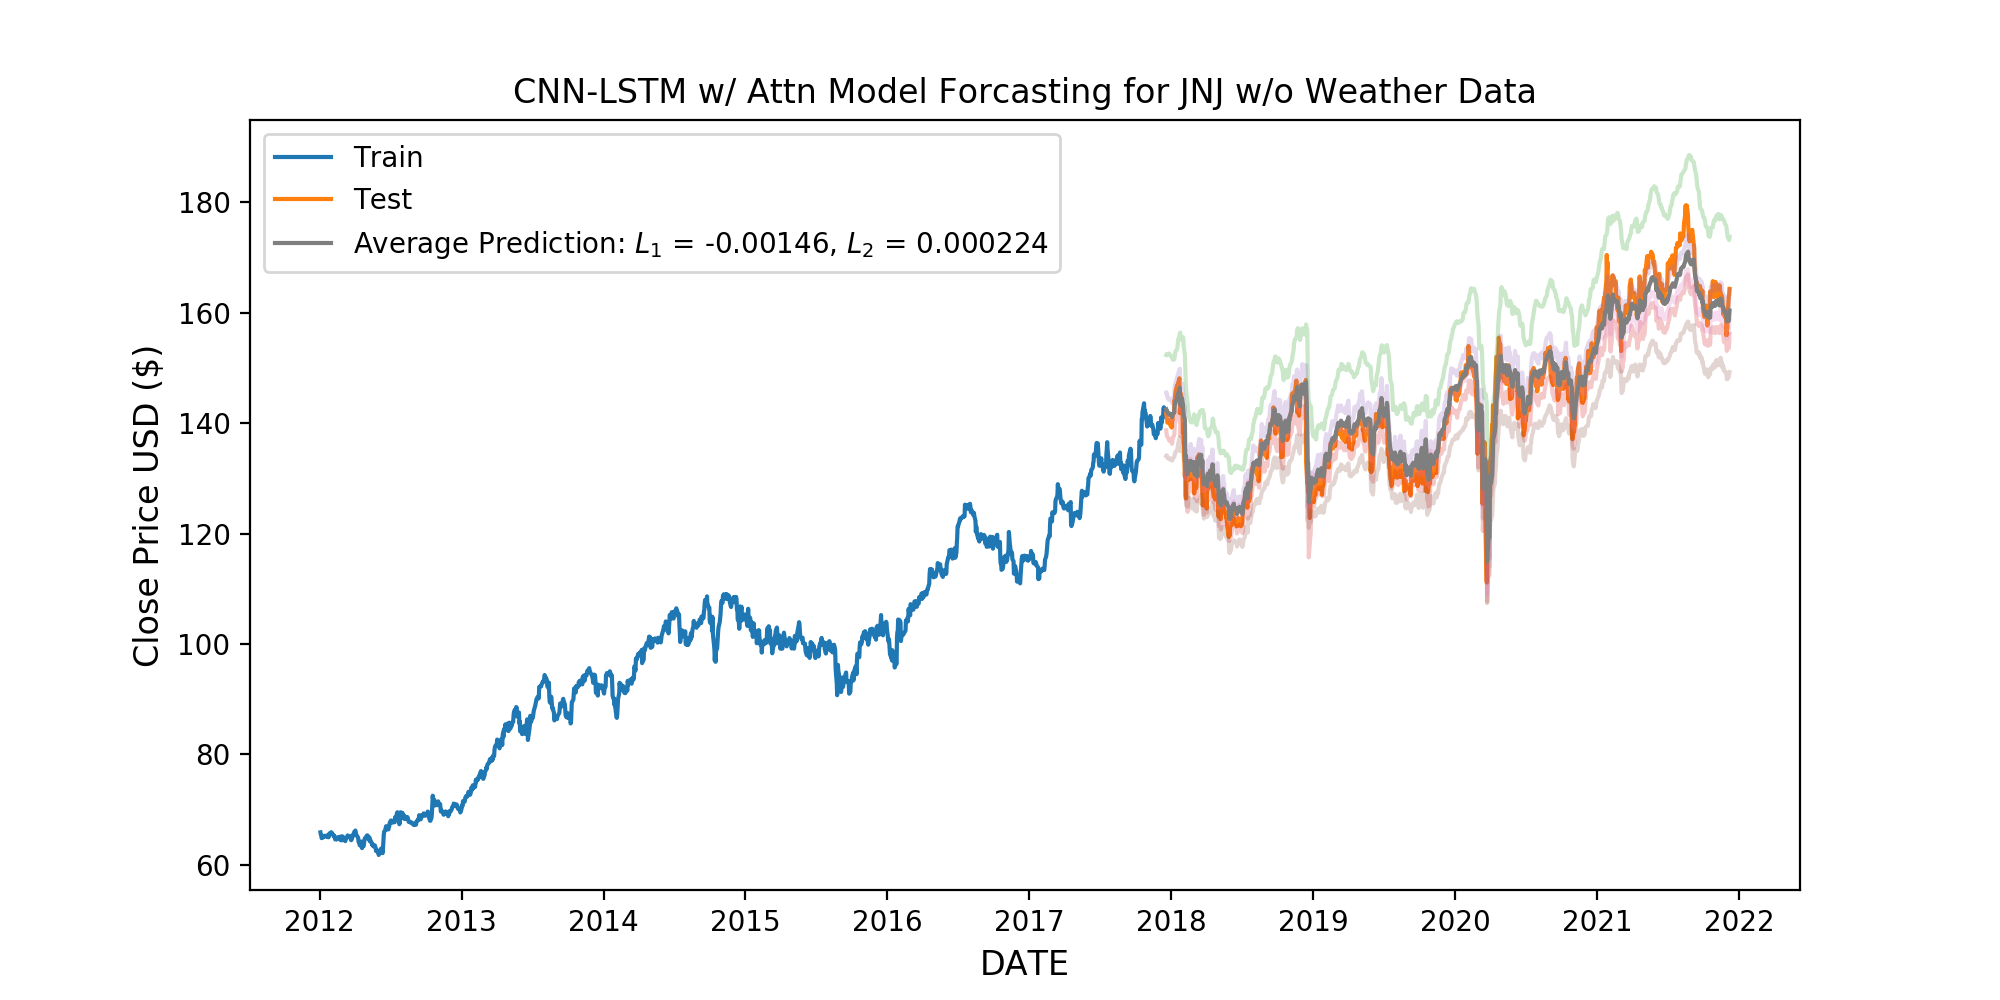 CNN-LSTM w/ Attn Model Forcasting for JNJ w/o Weather Data
Train
Test
Average Prediction: L₁ = -0.00146, L₂ = 0.000224
Close Price USD ($)
180
160
140
120
100
80
60
2012 2013 2014 2015 2016 2017 2018 2019 2020 2021 2022
DATE